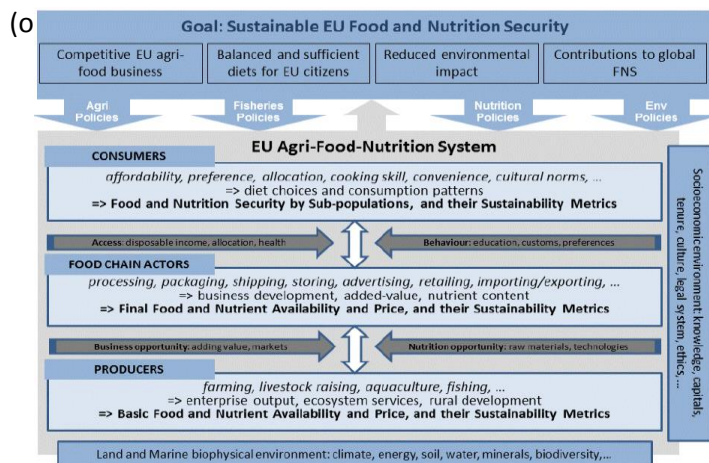 (o
Goal: Sustainable EU Food and Nutrition Security
Competitive EU agri-
food business
Balanced and sufficient
diets for EU citizens
Reduced environmental
impact
Contributions to global
FNS
Agri
Policies
Fisheries
Policies
Nutrition
Policies
Env
Policies
EU Agri-Food-Nutrition System
CONSUMERS
affordability, preference, allocation, cooking skill, convenience, cultural norms, ...
=> diet choices and consumption patterns
=> Food and Nutrition Security by Sub-populations, and their Sustainability Metrics
Access: disposable income, allocation, health
Behaviour: education, customs, preferences
FOOD CHAIN ACTORS
processing, packaging, shipping, storing, advertising, retailing, importing/exporting, ...
=> business development, added-value, nutrient content
=> Final Food and Nutrient Availability and Price, and their Sustainability Metrics
Business opportunity: adding value, markets
Nutrition opportunity: raw materials, technologies
PRODUCERS
farming, livestock raising, aquaculture, fishing, ...
=> enterprise output, ecosystem services, rural development
=> Basic Food and Nutrient Availability and Price, and their Sustainability Metrics
Socioeconomic environment: knowledge, capitals,
tenure, culture, legal system, ethics,
...
Land and Marine biophysical environment: climate, energy, soil, water, minerals, biodiversity,...